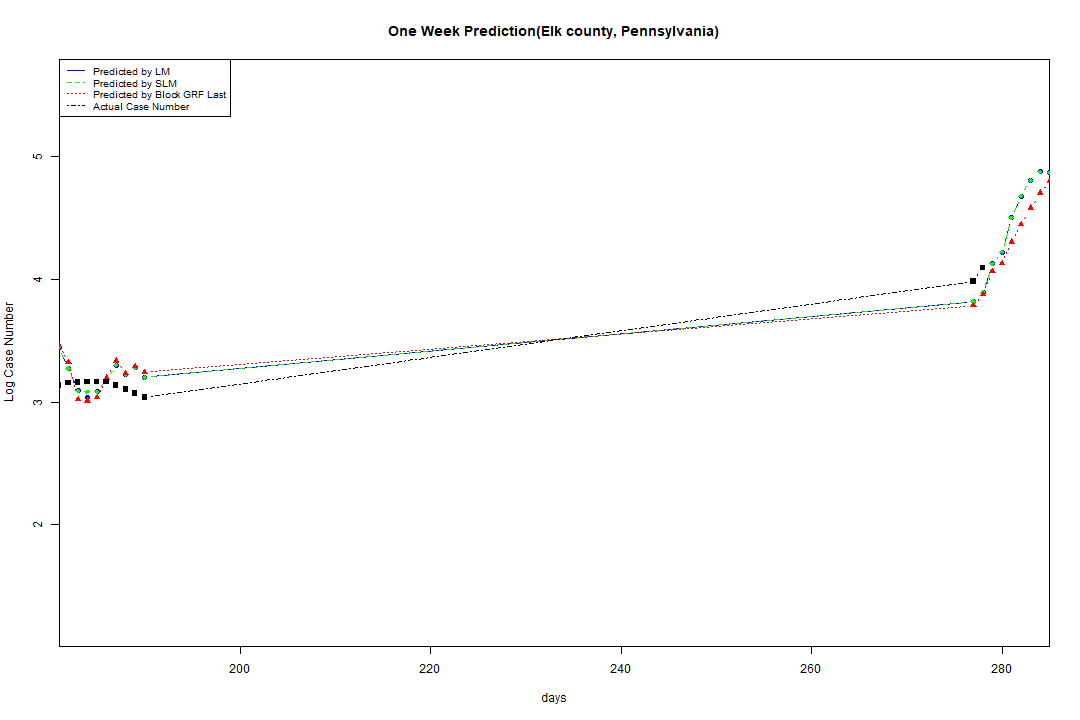 One Week Prediction(Elk county, Pennsylvania)
Predicted by LM
Predicted by SLM
Predicted by Block GRF Last
Actual Case Number
5
4
3
2
Log Case Number
200 220 240 260 280
days